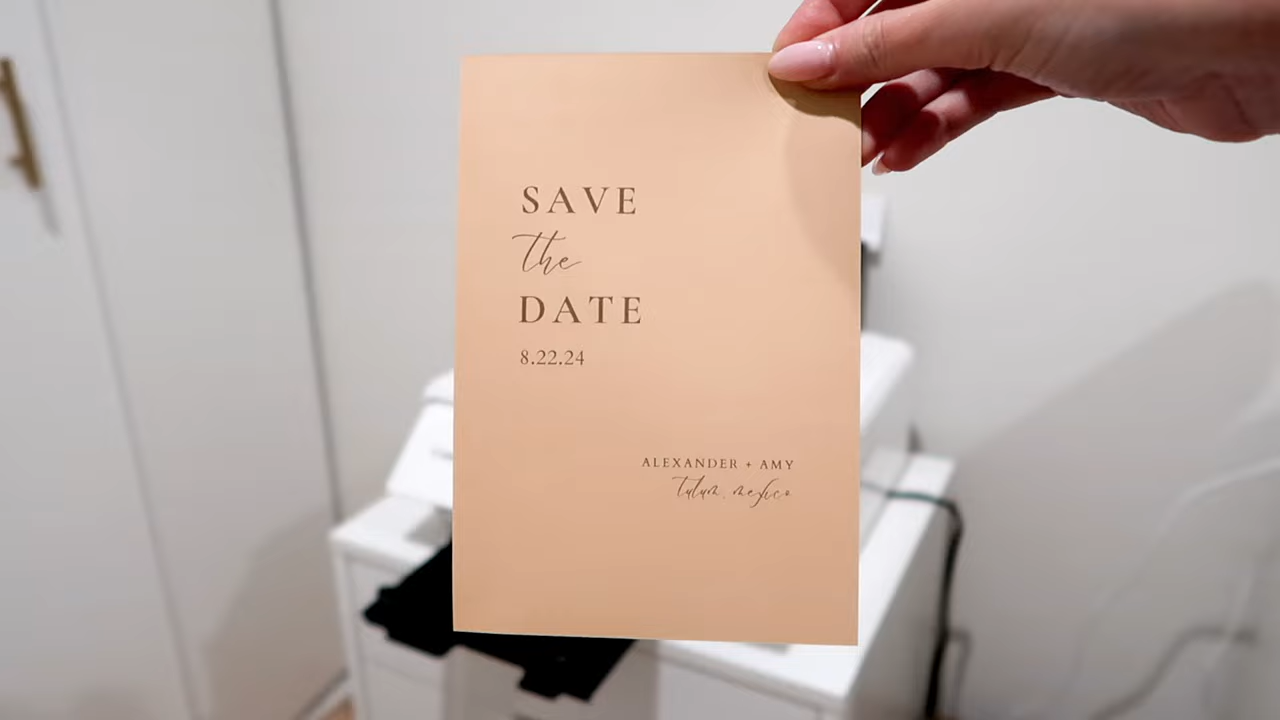 SAVE
the
DATE
8.22.24
ALEXANDER + AMY
tulum, mexico